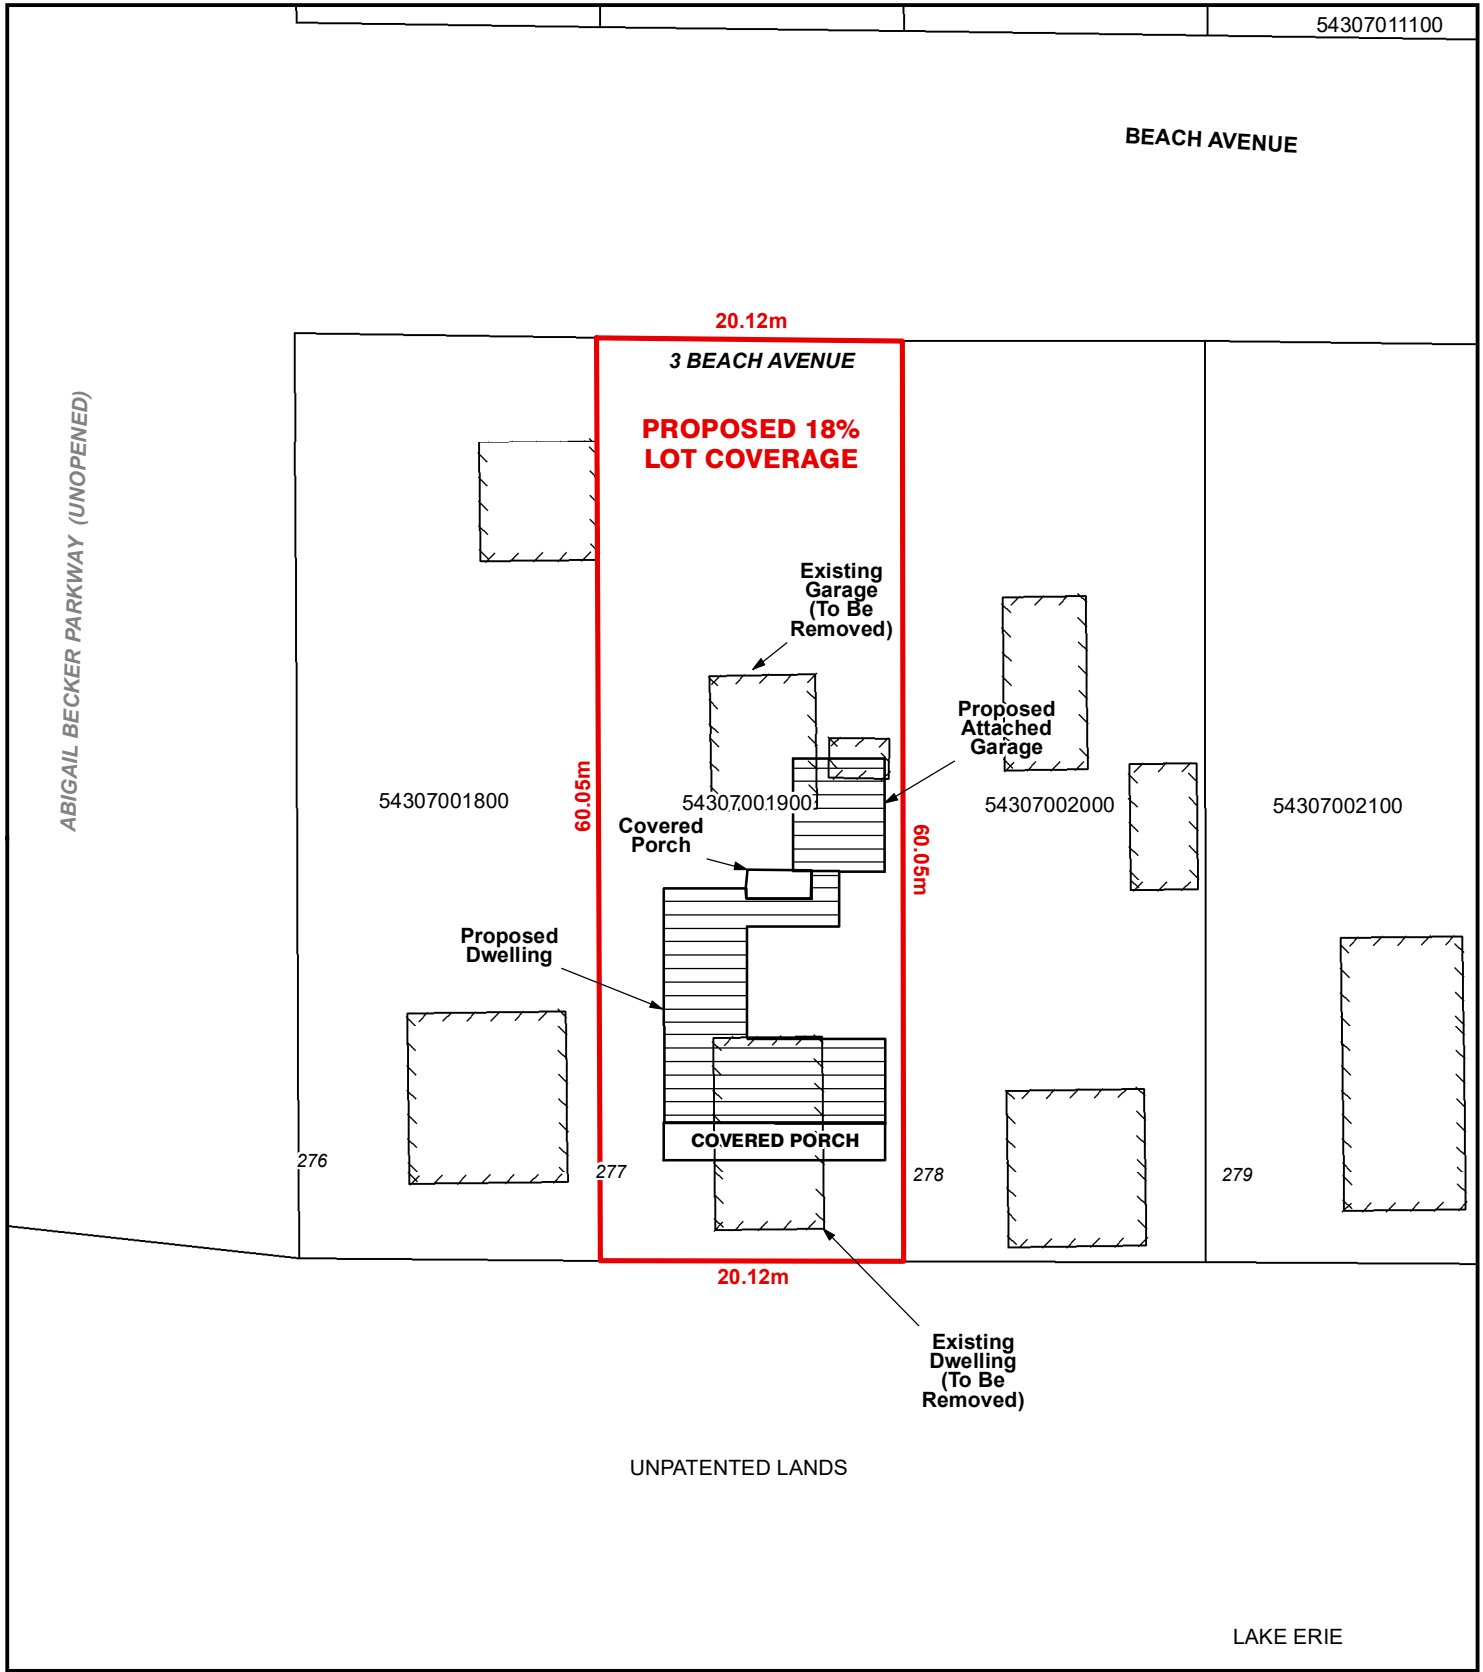 54307011100
BEACH AVENUE
20.12m
3 BEACH AVENUE
PROPOSED 18%
LOT COVERAGE
ABIGAIL BECKER PARKWAY (UNOPENED)
Existing
Garage
(To Be
Removed)
Proposed
Attached
Garage
60.05m
54307001800
54307001900
54307002000
54307002100
Covered
Porch
60.05m
Proposed
Dwelling
COVERED PORCH
276
277
278
279
20.12m
Existing
Dwelling
(To Be
Removed)
UNPATENTED LANDS
LAKE ERIE